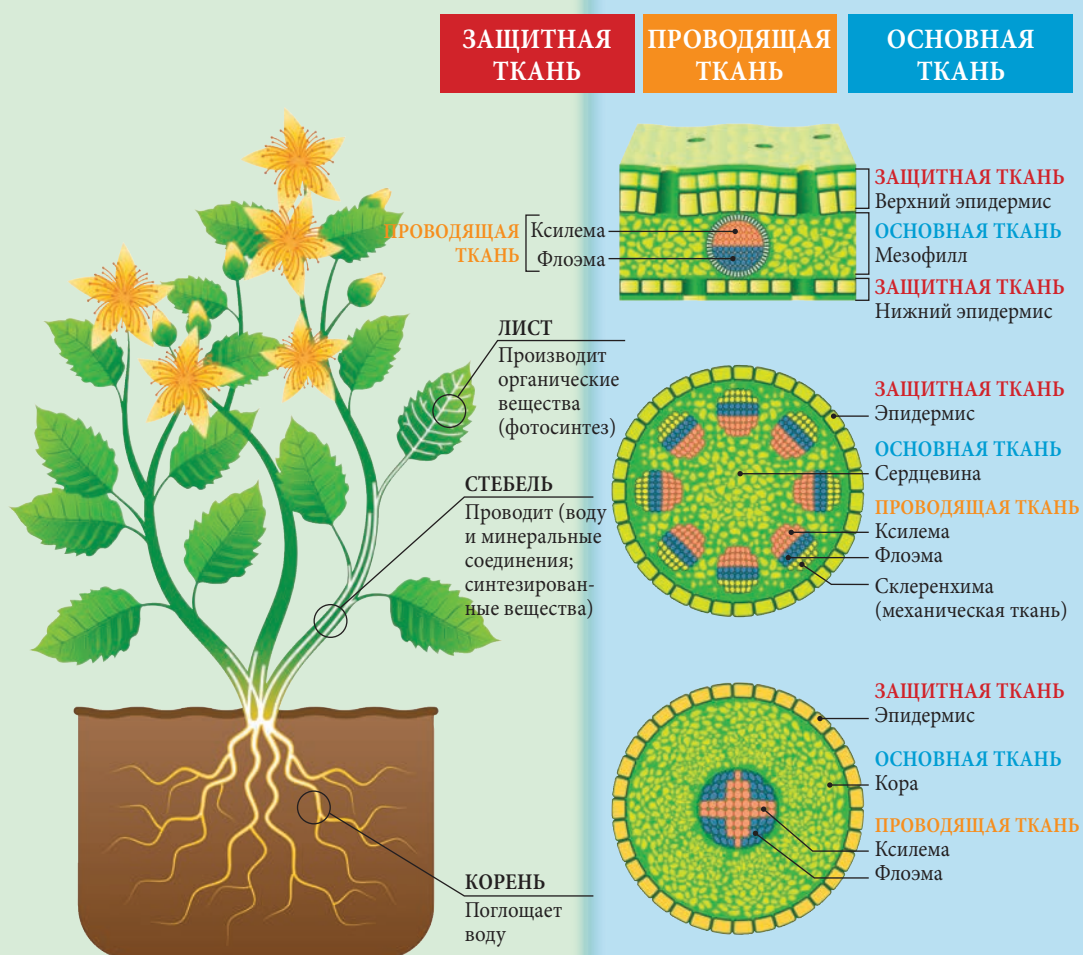 ЗАЩИТНАЯ
ТКАНЬ
ПРОВОДЯЩАЯ
ТКАНЬ
ОСНОВНАЯ
ТКАНЬ
ПРОВОДЯЩАЯ
ТКАНЬ
Ксилема
Флоэма
ЗАЩИТНАЯ ТКАНЬ
Верхний эпидермис
ОСНОВНАЯ ТКАНЬ
Мезофилл
ЗАЩИТНАЯ ТКАНЬ
Нижний эпидермис
ЛИСТ
Производит
органические
вещества
(фотосинтез)
ЗАЩИТНАЯ ТКАНЬ
Эпидермис
ОСНОВНАЯ ТКАНЬ
Сердцевина
ПРОВОДЯЩАЯ ТКАНЬ
Ксилема
Флоэма
Склеренхима
(механическая ткань)
СТЕБЕЛЬ
Проводит (воду
и минеральные
соединения;
синтезирован-
ные вещества)
ЗАЩИТНАЯ ТКАНЬ
Эпидермис
ОСНОВНАЯ ТКАНЬ
Кора
ПРОВОДЯЩАЯ ТКАНЬ
Ксилема
Флоэма
КОРЕНЬ
Поглощает
воду